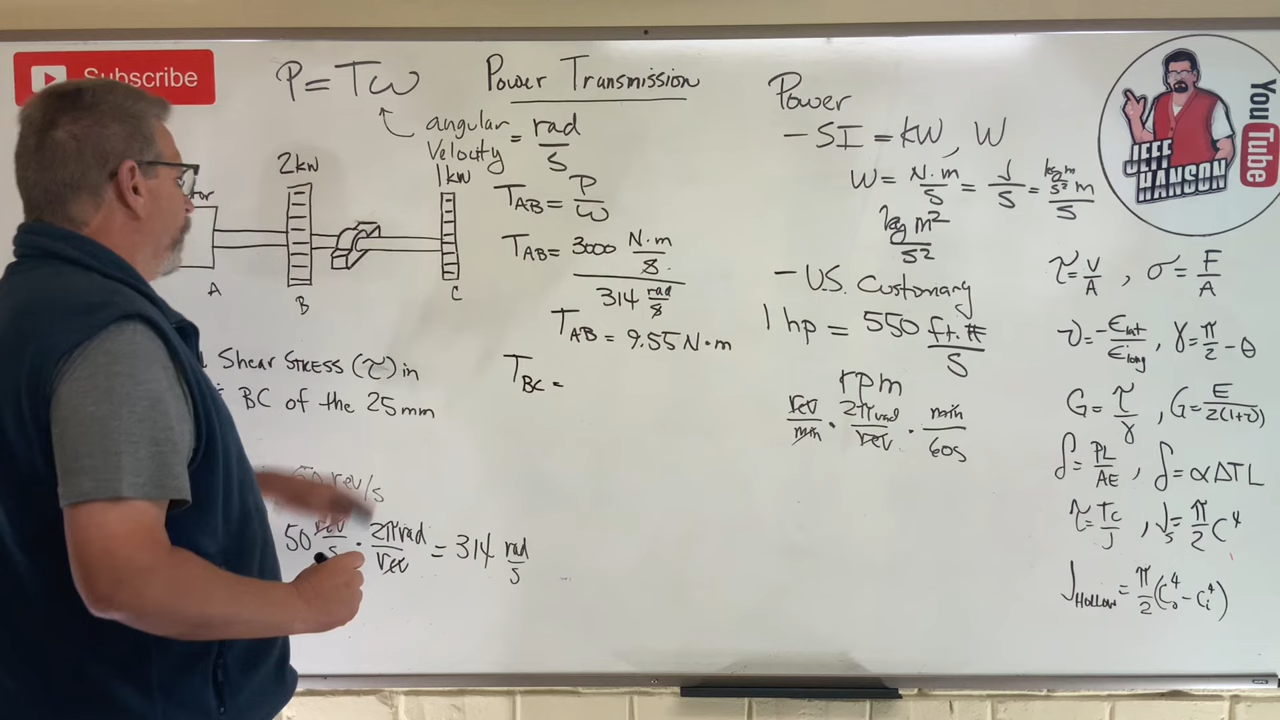 Subscribe
P = Tω
Power Transmission
angular
Velocity = rad/s
2kw
1kw
tor
A
B
C
T_AB = P/ω
T_AB = 3000 N·m/s / 314 rad/s
T_AB = 9.55 N·m
T_BC =
Shear STRESS (τ) in
BC of the 25mm
rev/s
50 rev/s · 2π rad/rev = 314 rad/s
Power
- SI = kW, W
W = N·m/s = J/s = kg m/s² m/s
kg m²/s²
- U.S. Customary
1 hp = 550 ft·#/s
rpm
rev/min · 2π rad/rev · min/60s
τ = V/A , σ = F/A
ν = -ε_lat/ε_long , γ = π/2 - θ
G = τ/γ , G = E/2(1+ν)
δ = PL/AE , δ = αΔTL
τ = Tc/J , J_s = π/2 C⁴
J_HOLLOW = π/2 (C_o⁴ - C_i⁴)
JEFF
HANSON
YouTube